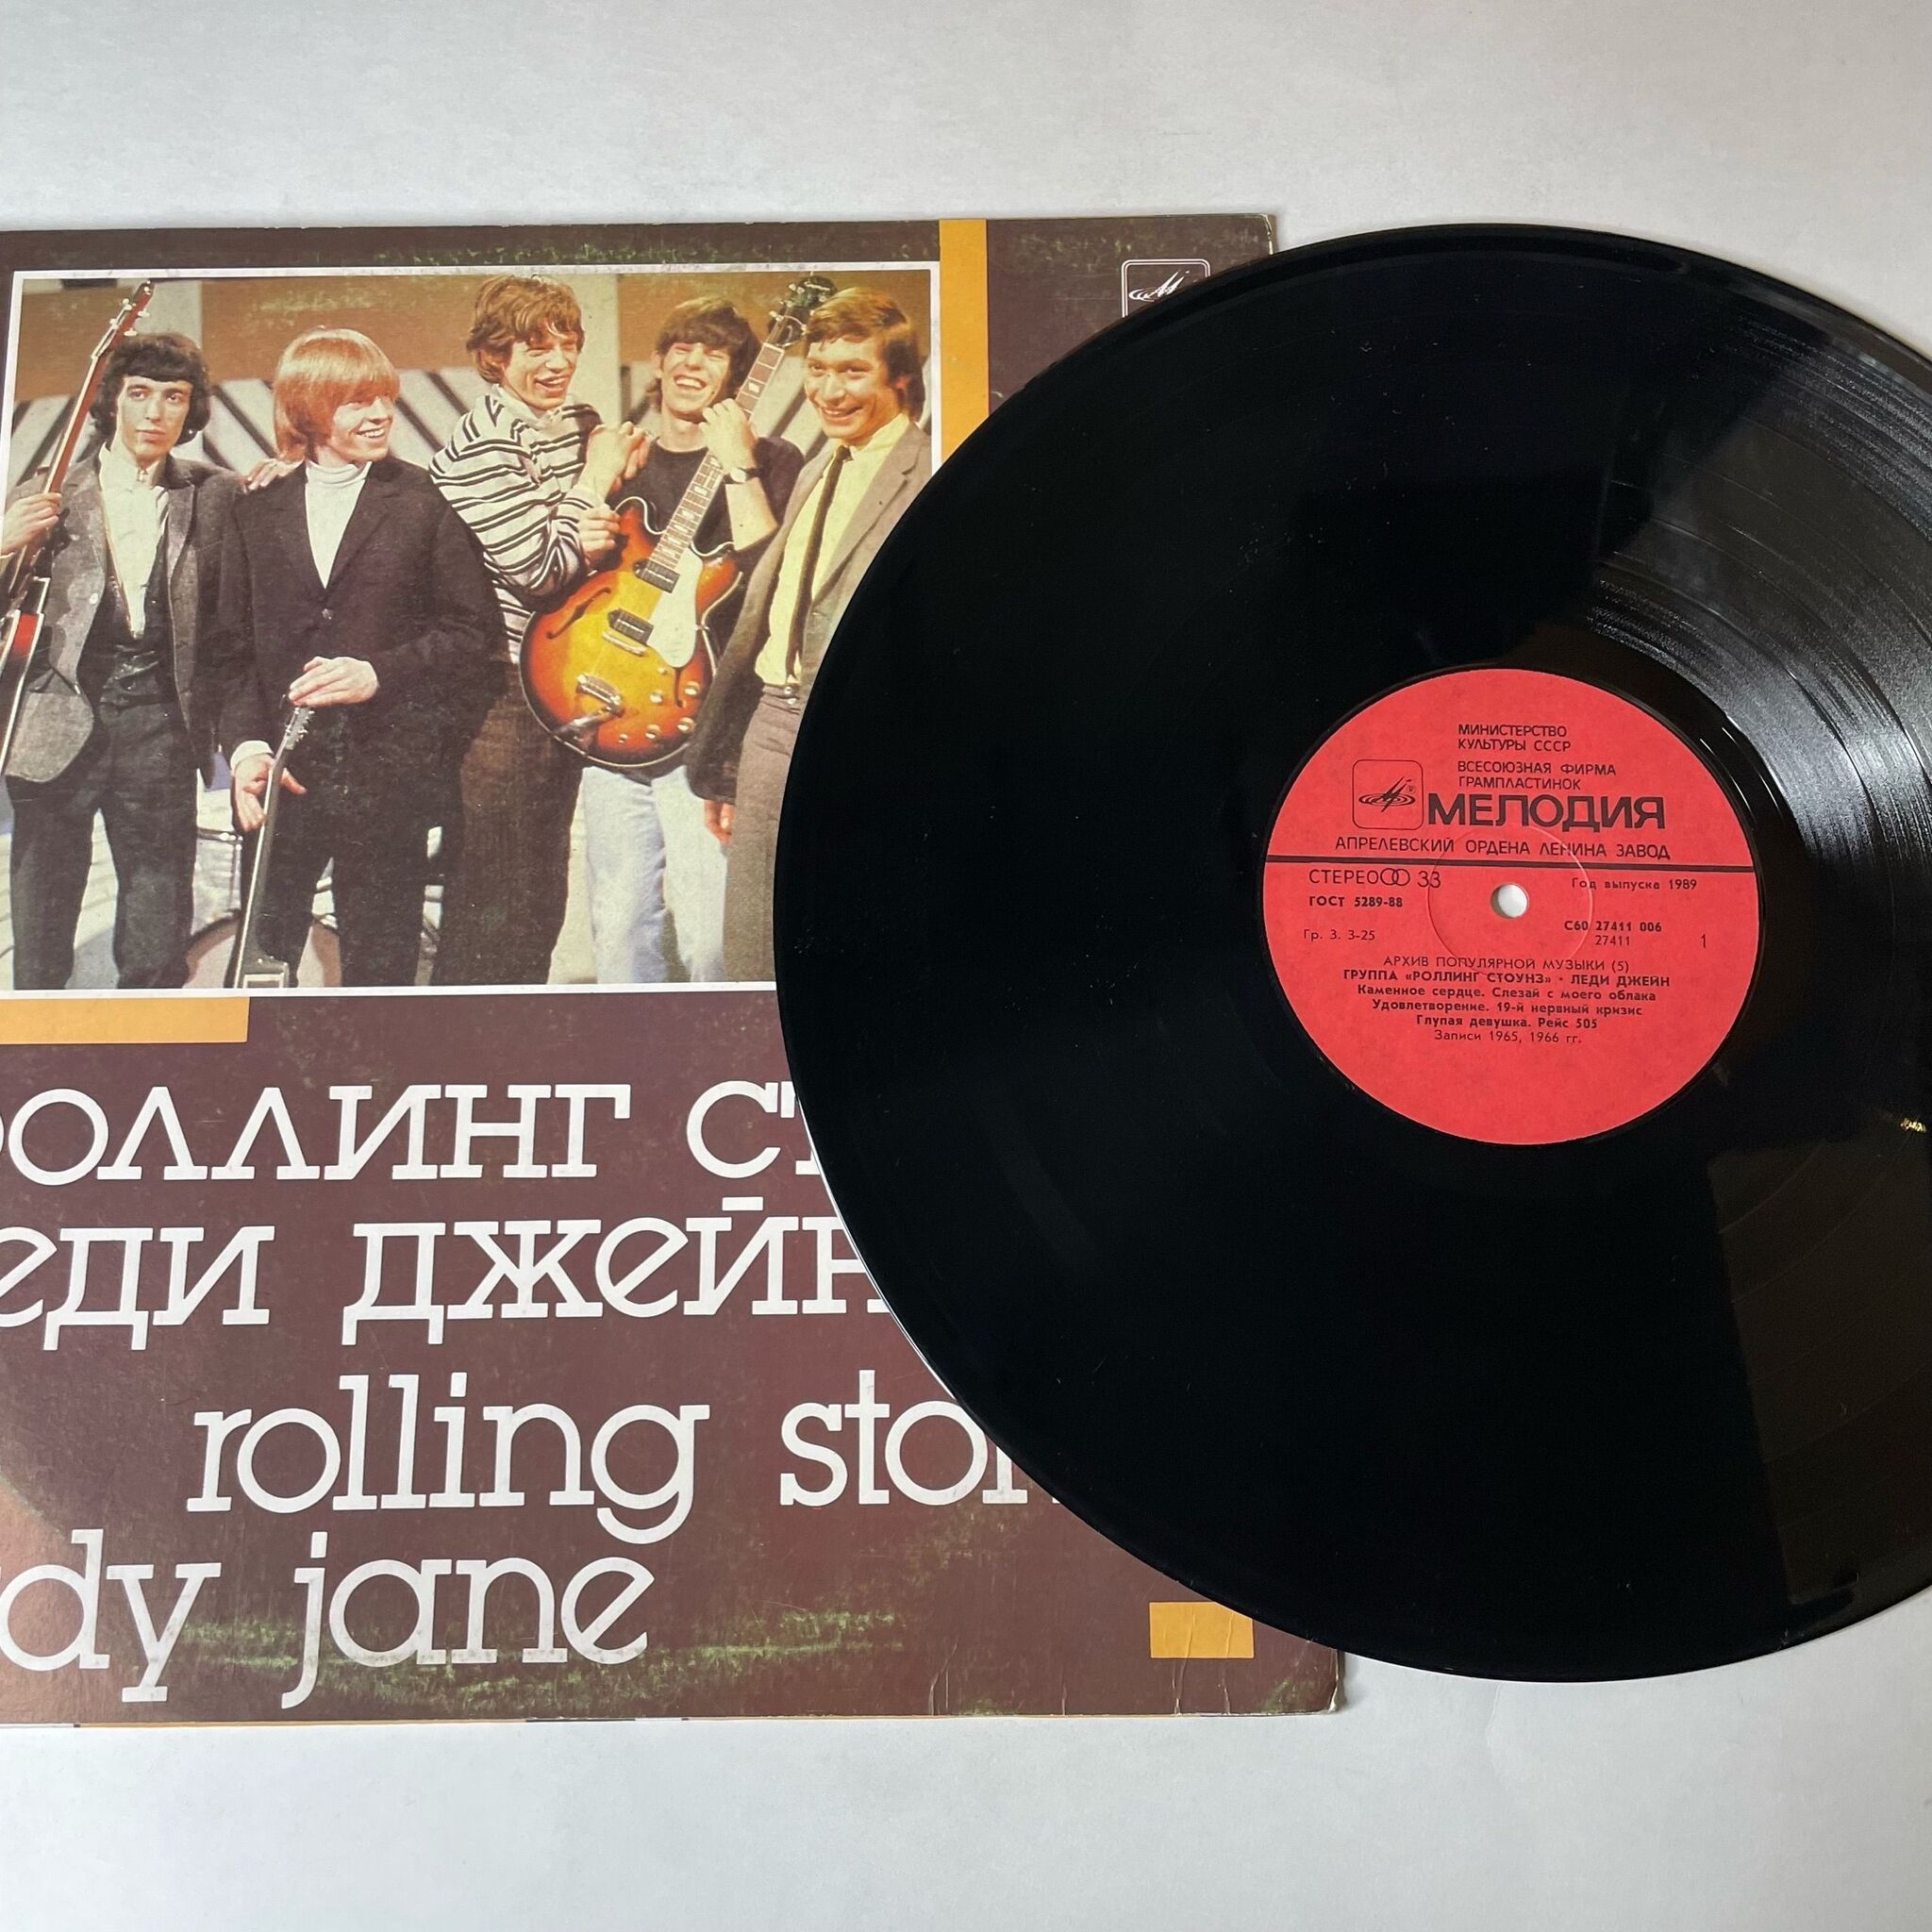 оллинг ст
еди джейн
rolling ston
dy jane
МИНИСТЕРСТВО
КУЛЬТУРЫ СССР
ВСЕСОЮЗНАЯ ФИРМА
ГРАМПЛАСТИНОК
МЕЛОДИЯ
АПРЕЛЕВСКИЙ ОРДЕНА ЛЕНИНА ЗАВОД
СТЕРЕО 33 Год выпуска 1989
ГОСТ 5289-88
С60 27411 006
Гр. 3. 3-25 27411 1
АРХИВ ПОПУЛЯРНОЙ МУЗЫКИ (5)
ГРУППА «РОЛЛИНГ СТОУНЗ» · ЛЕДИ ДЖЕЙН
Каменное сердце. Слезай с моего облака
Удовлетворение. 19-й нервный кризис
Глупая девушка. Рейс 505
Записи 1965, 1966 гг.